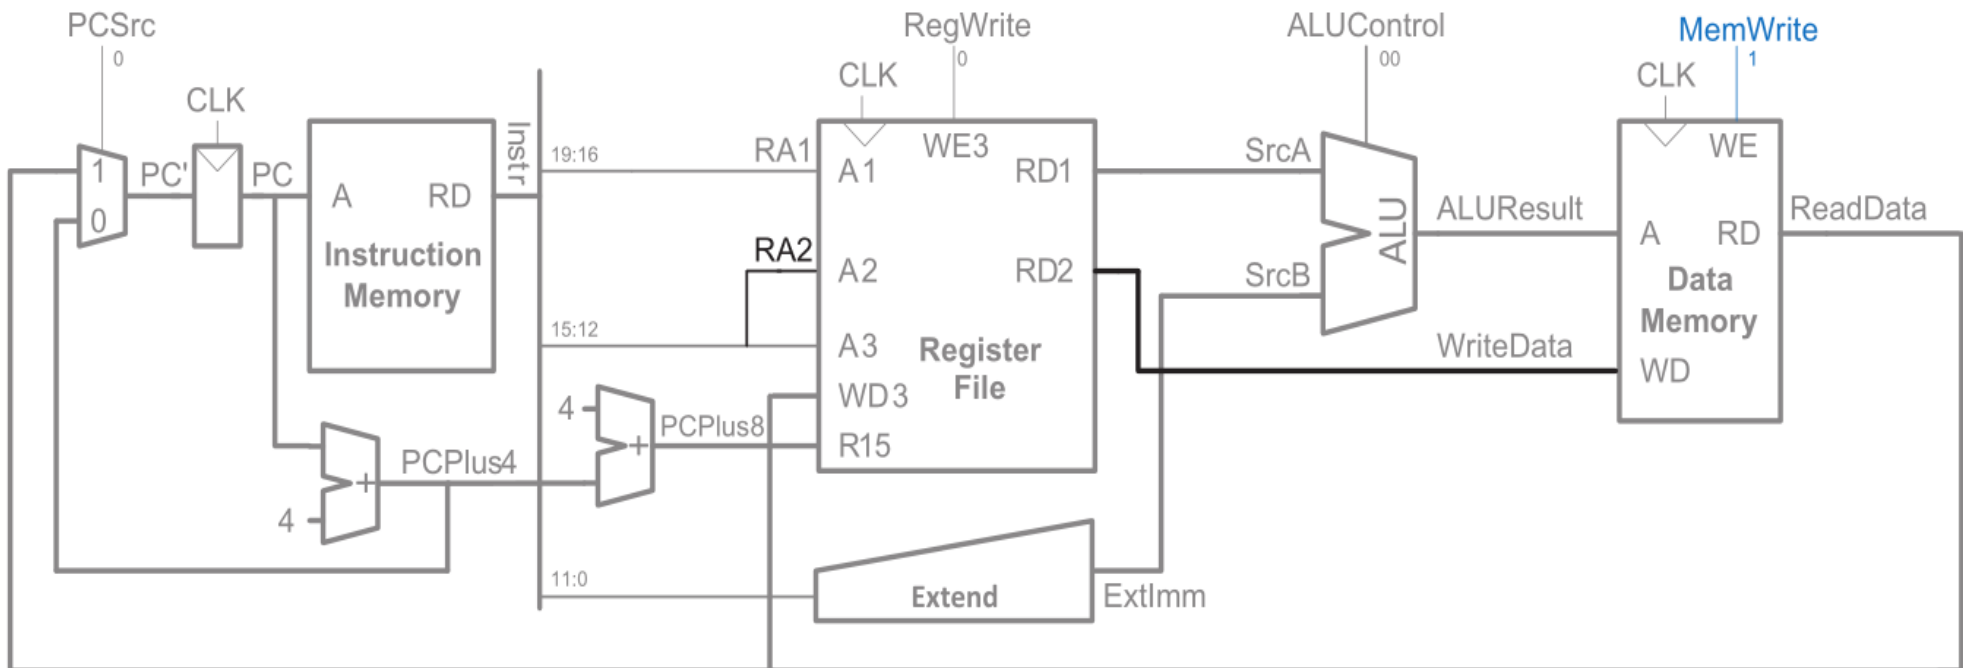 PCSrc
0
CLK
1
0
PC'
PC
A
RD
Instruction
Memory
Instr
4
PCPlus4
19:16
15:12
11:0
4
PCPlus8
RegWrite
0
CLK
RA1
RA2
A1
WE3
RD1
A2
RD2
A3
Register
File
WD3
R15
Extend
ExtImm
ALUControl
00
SrcA
SrcB
ALU
ALUResult
WriteData
MemWrite
1
CLK
WE
A
RD
Data
Memory
WD
ReadData
+
+